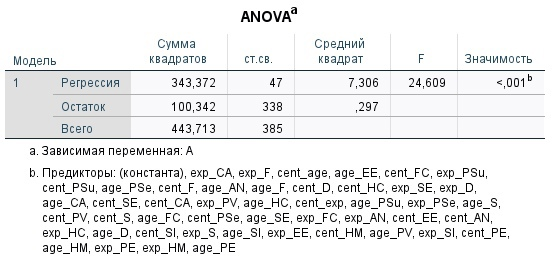 ANOVAa
Модель Сумма квадратов ст.св. Средний квадрат F Значимость
1 Регрессия 343,372 47 7,306 24,609 <,001b
Остаток 100,342 338 ,297
Всего 443,713 385
a. Зависимая переменная: A
b. Предикторы: (константа), exp_CA, exp_F, cent_age, age_EE, cent_FC, exp_PSu,
cent_PSu, age_PSe, cent_F, age_AN, age_F, cent_D, cent_HC, exp_SE, exp_D,
age_CA, cent_SE, cent_CA, exp_PV, age_HC, cent_exp, age_PSu, exp_PSe, age_S,
cent_PV, cent_S, age_FC, cent_PSe, age_SE, exp_FC, exp_AN, cent_EE, cent_AN,
exp_HC, age_D, cent_SI, exp_S, age_SI, exp_EE, cent_HM, age_PV, exp_SI, cent_PE,
age_HM, exp_PE, exp_HM, age_PE